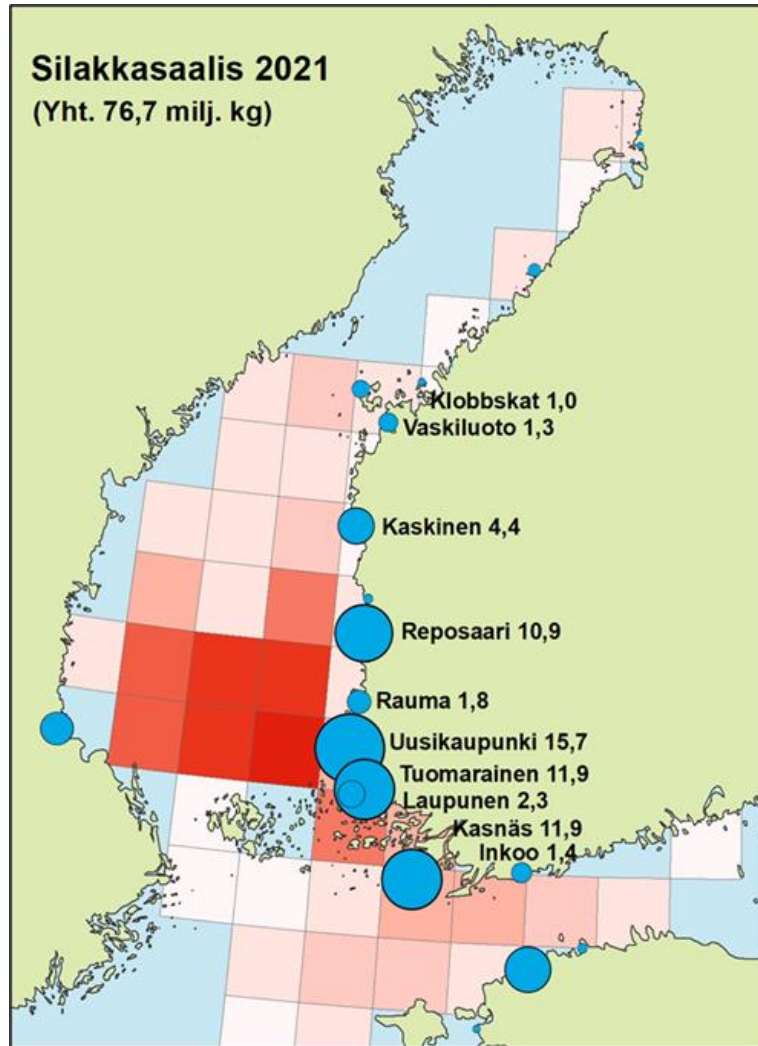 Silakkasaalis 2021
(Yht. 76,7 milj. kg)
Klobbskat 1,0
Vaskiluoto 1,3
Kaskinen 4,4
Reposaari 10,9
Rauma 1,8
Uusikaupunki 15,7
Tuomarainen 11,9
Laupunen 2,3
Kasnäs 11,9
Inkoo 1,4